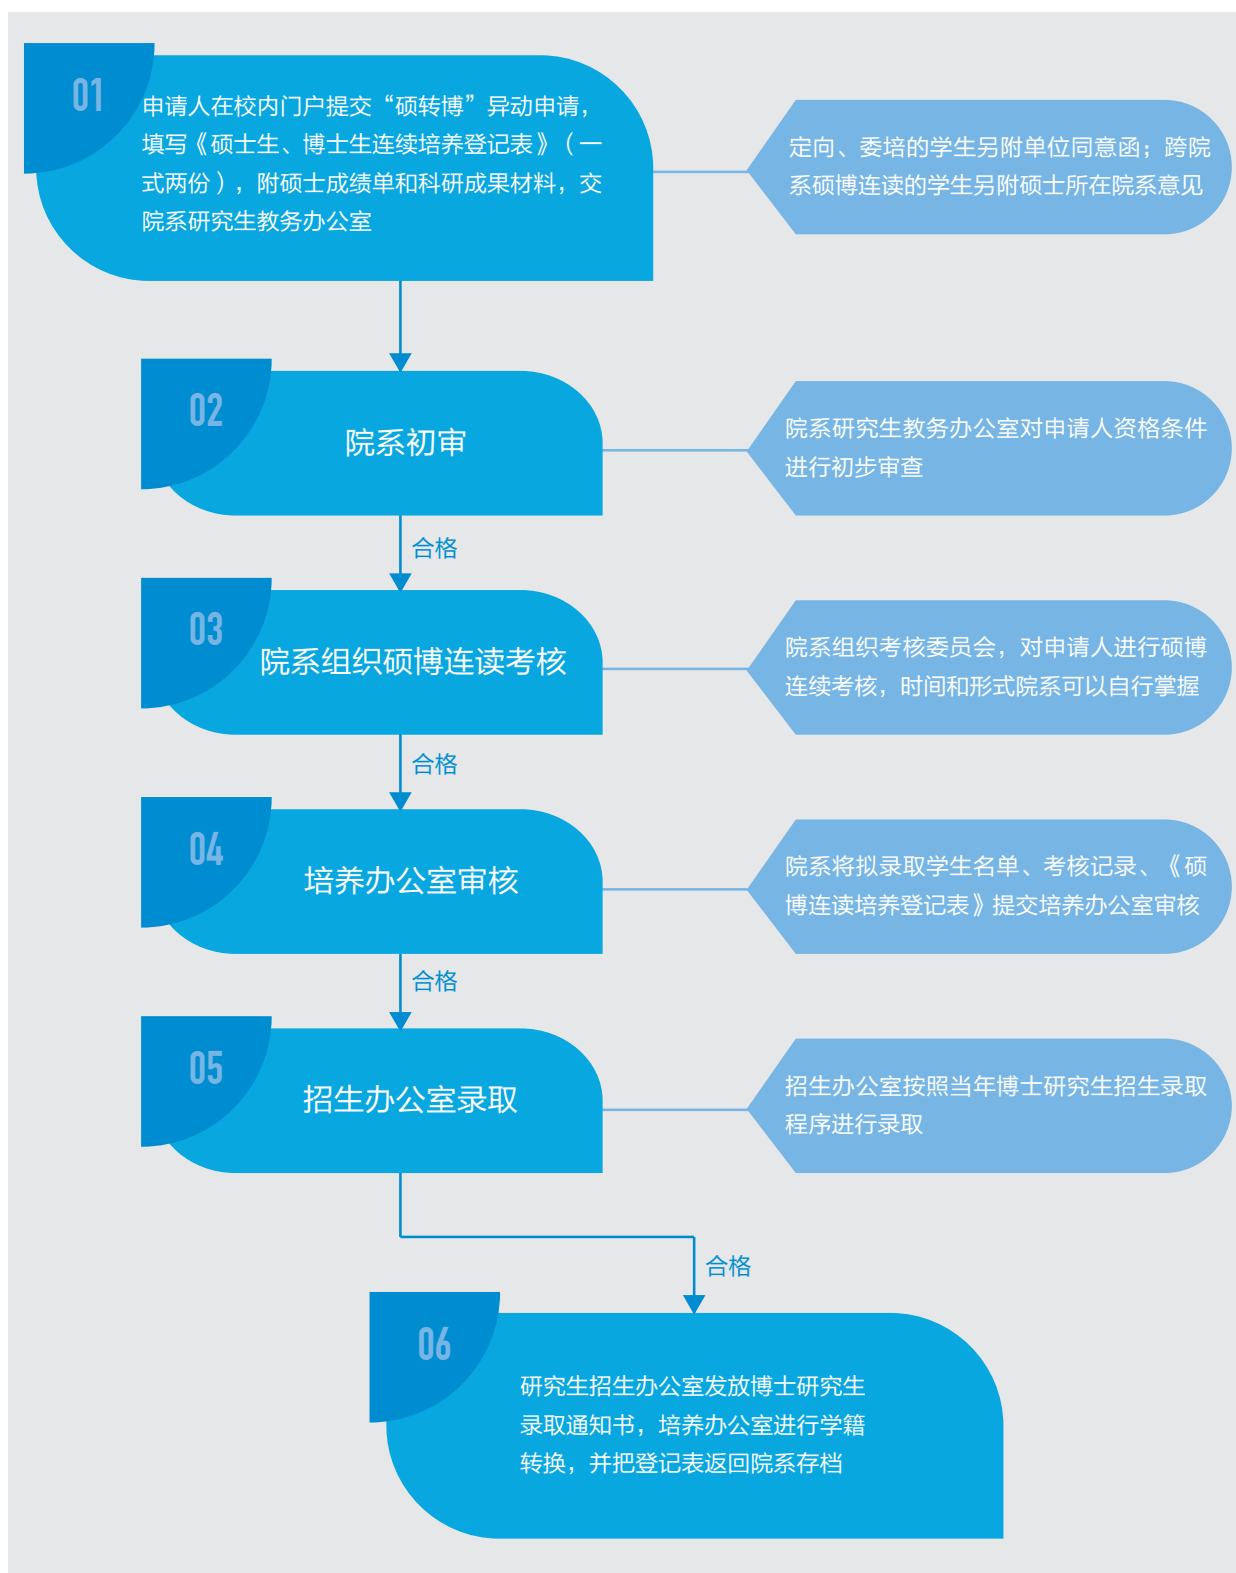 01
申请人在校内门户提交“硕转博”异动申请，
填写《硕士生、博士生连续培养登记表》（一
式两份），附硕士成绩单和科研成果材料，交
院系研究生教务办公室
定向、委培的学生另附单位同意函；跨院
系硕博连读的学生另附硕士所在院系意见
02
院系初审
院系研究生教务办公室对申请人资格条件
进行初步审查
合格
03
院系组织硕博连读考核
院系组织考核委员会，对申请人进行硕博
连续考核，时间和形式院系可以自行掌握
合格
04
培养办公室审核
院系将拟录取学生名单、考核记录、《硕
博连读培养登记表》提交培养办公室审核
合格
05
招生办公室录取
招生办公室按照当年博士研究生招生录取
程序进行录取
合格
06
研究生招生办公室发放博士研究生
录取通知书，培养办公室进行学籍
转换，并把登记表返回院系存档